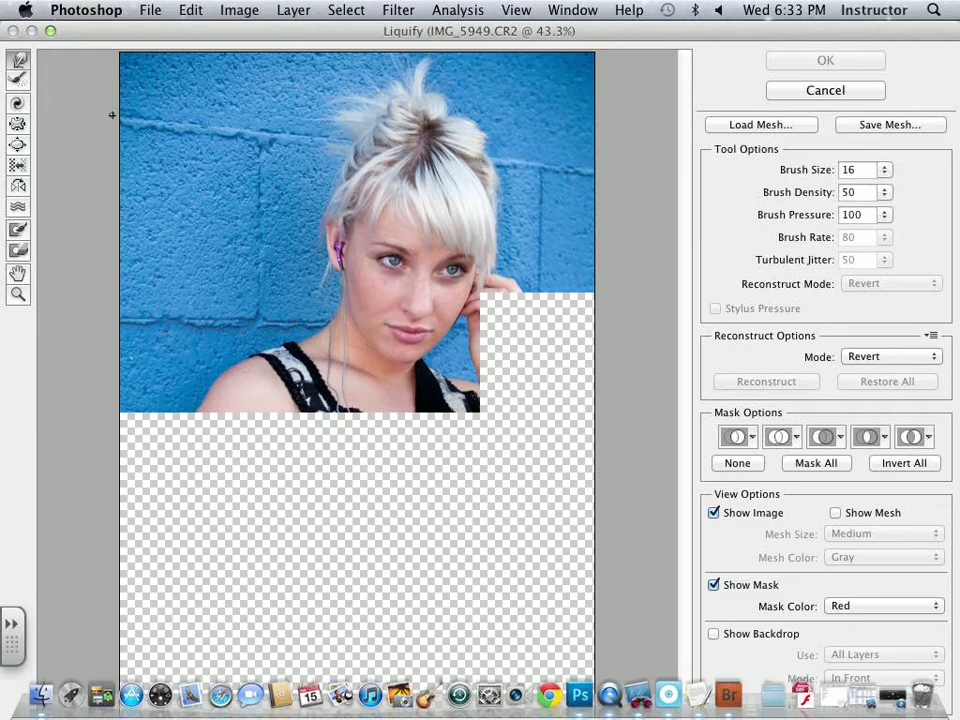 Photoshop File Edit Image Layer Select Filter Analysis View Window Help Wed 6:33 PM Instructor
Liquify (IMG_5949.CR2 @ 43.3%)
OK
Cancel
Load Mesh... Save Mesh...
Tool Options
Brush Size: 16
Brush Density: 50
Brush Pressure: 100
Brush Rate: 80
Turbulent Jitter: 50
Reconstruct Mode: Revert
Stylus Pressure
Reconstruct Options
Mode: Revert
Reconstruct Restore All
Mask Options
None Mask All Invert All
View Options
Show Image Show Mesh
Mesh Size: Medium
Mesh Color: Gray
Show Mask
Mask Color: Red
Show Backdrop
Use: All Layers
Mode: In Front
15 Ps Br